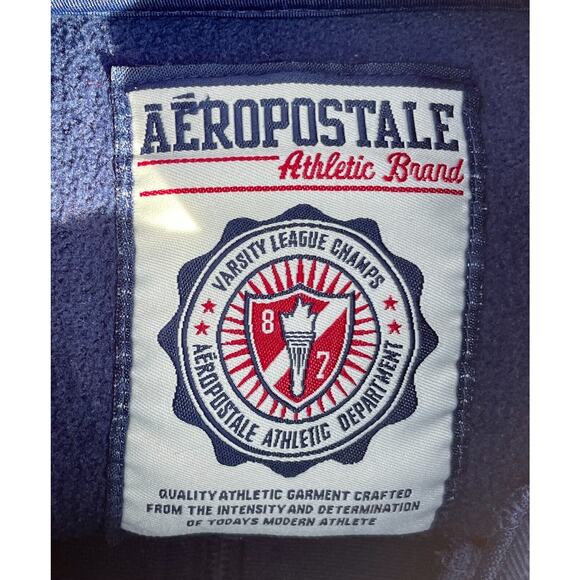 AÉROPOSTALE
Athletic Brand
VARSITY LEAGUE CHAMPS
8
7
AÉROPOSTALE ATHLETIC DEPARTMENT
QUALITY ATHLETIC GARMENT CRAFTED
FROM THE INTENSITY AND DETERMINATION
OF TODAYS MODERN ATHLETE